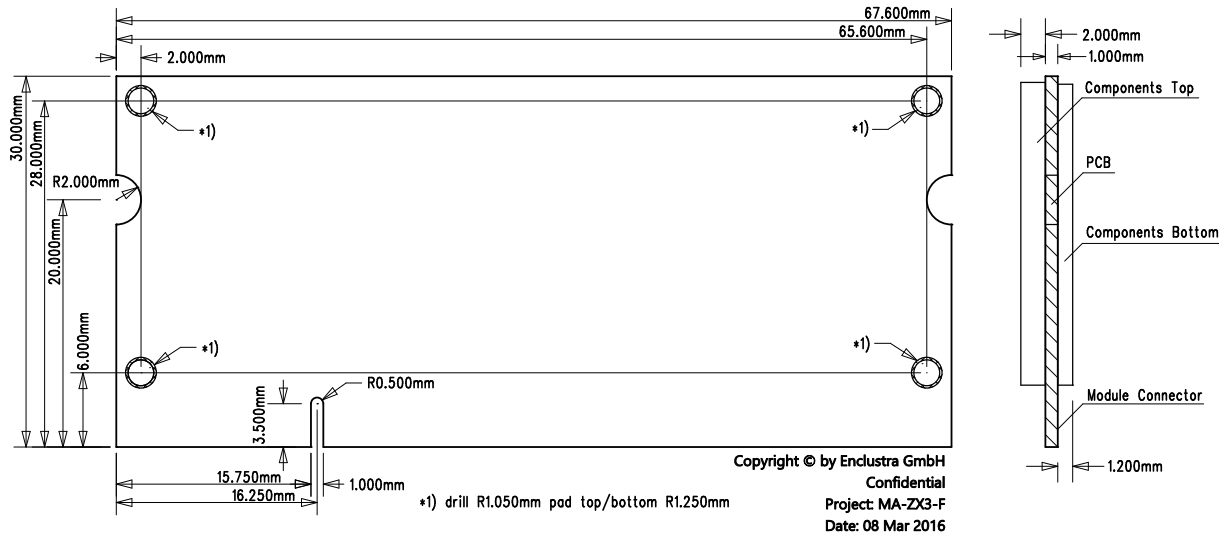 67.600mm
65.600mm
2.000mm
2.000mm
1.000mm
Components Top
*1)
*1)
30.000mm
28.000mm
R2.000mm
PCB
20.000mm
Components Bottom
*1)
*1)
6.000mm
R0.500mm
3.500mm
Module Connector
15.750mm
1.000mm
16.250mm
1.200mm
*1) drill R1.050mm pad top/bottom R1.250mm
Copyright © by Enclustra GmbH
Confidential
Project: MA-ZX3-F
Date: 08 Mar 2016